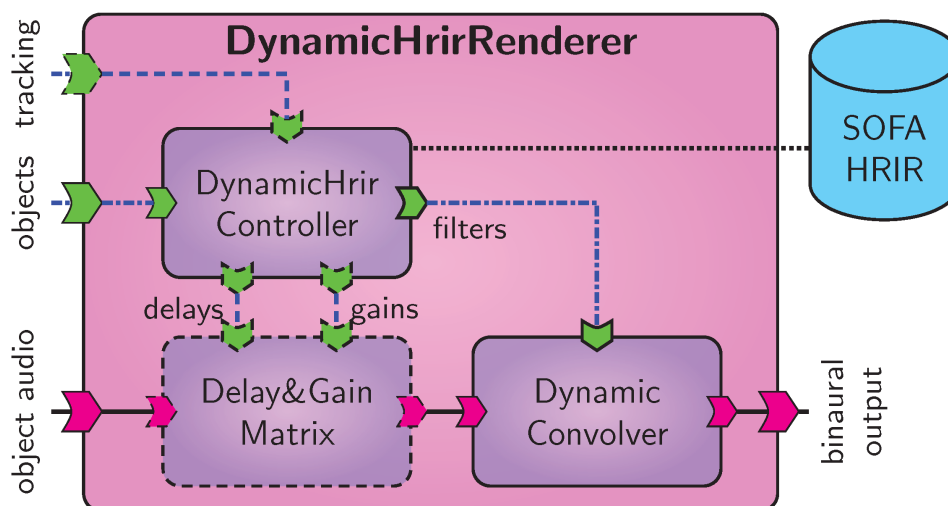 DynamicHrirRenderer
tracking
objects
object audio
DynamicHrir
Controller
filters
delays
gains
Delay&Gain
Matrix
Dynamic
Convolver
SOFA
HRIR
binaural
output